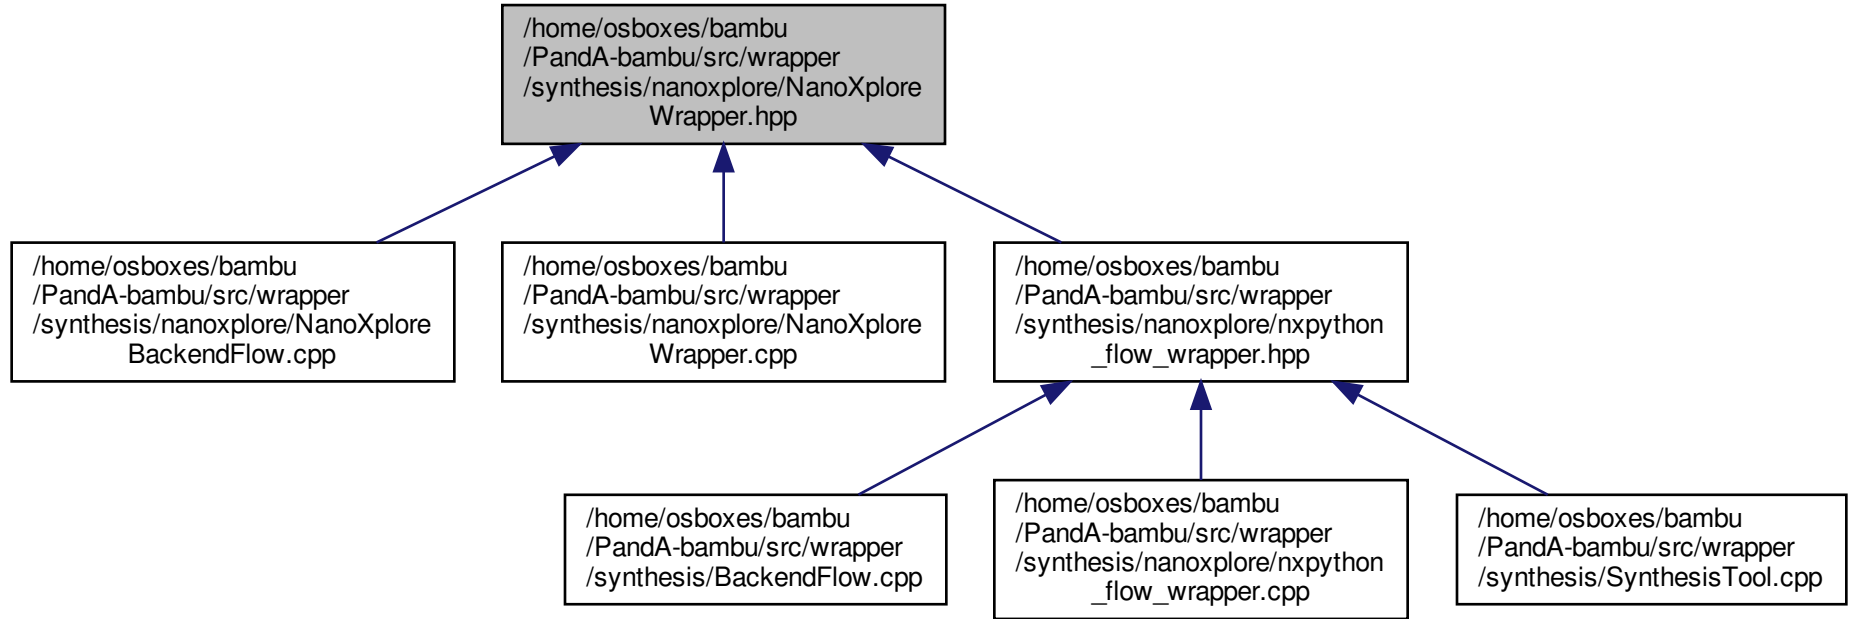 /home/osboxes/bambu
/PandA-bambu/src/wrapper
/synthesis/nanoxplore/NanoXplore
Wrapper.hpp
/home/osboxes/bambu
/PandA-bambu/src/wrapper
/synthesis/nanoxplore/NanoXplore
BackendFlow.cpp
/home/osboxes/bambu
/PandA-bambu/src/wrapper
/synthesis/nanoxplore/NanoXplore
Wrapper.cpp
/home/osboxes/bambu
/PandA-bambu/src/wrapper
/synthesis/nanoxplore/nxpython
_flow_wrapper.hpp
/home/osboxes/bambu
/PandA-bambu/src/wrapper
/synthesis/BackendFlow.cpp
/home/osboxes/bambu
/PandA-bambu/src/wrapper
/synthesis/nanoxplore/nxpython
_flow_wrapper.cpp
/home/osboxes/bambu
/PandA-bambu/src/wrapper
/synthesis/SynthesisTool.cpp